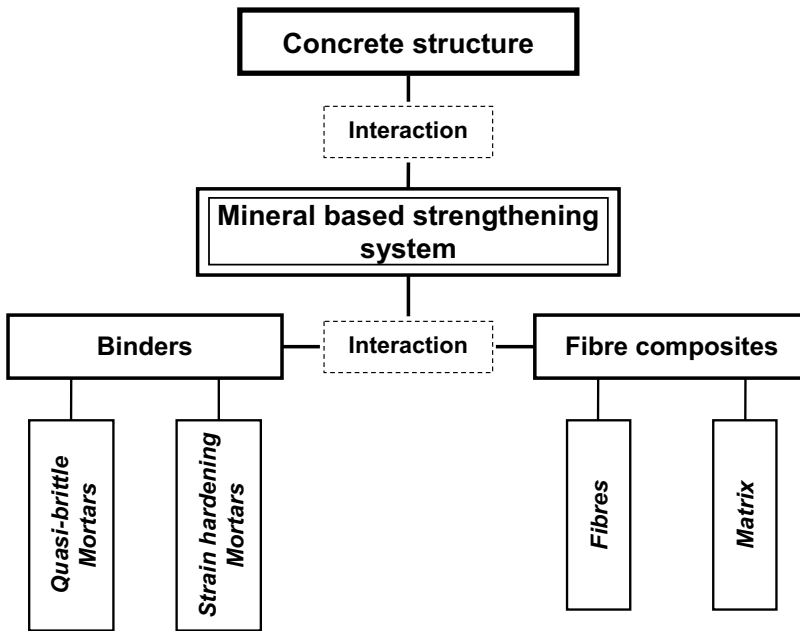 Concrete structure
Interaction
Mineral based strengthening
system
Binders
Interaction
Fibre composites
Quasi-brittle
Mortars
Strain hardening
Mortars
Fibres
Matrix